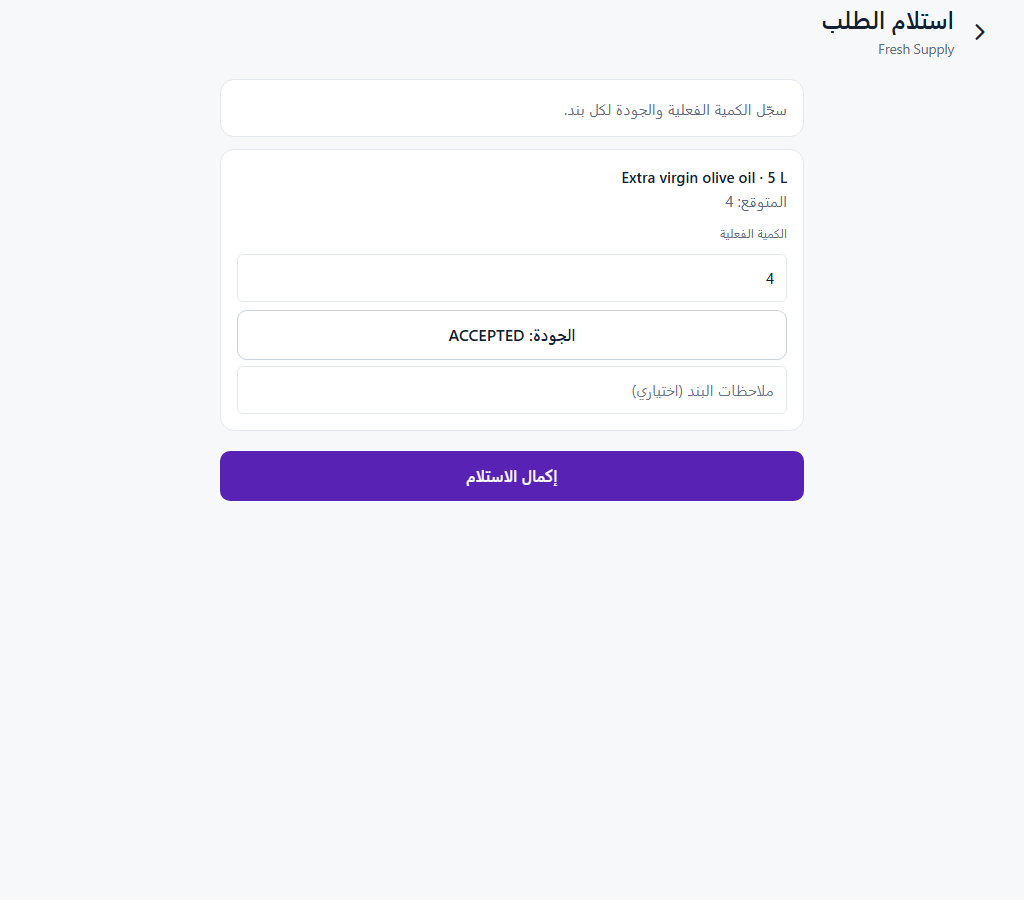 استلام الطلب
Fresh Supply
سجّل الكمية الفعلية والجودة لكل بند.
Extra virgin olive oil · 5 L
المتوقع: 4
الكمية الفعلية
4
الجودة: ACCEPTED
ملاحظات البند (اختياري)
إكمال الاستلام